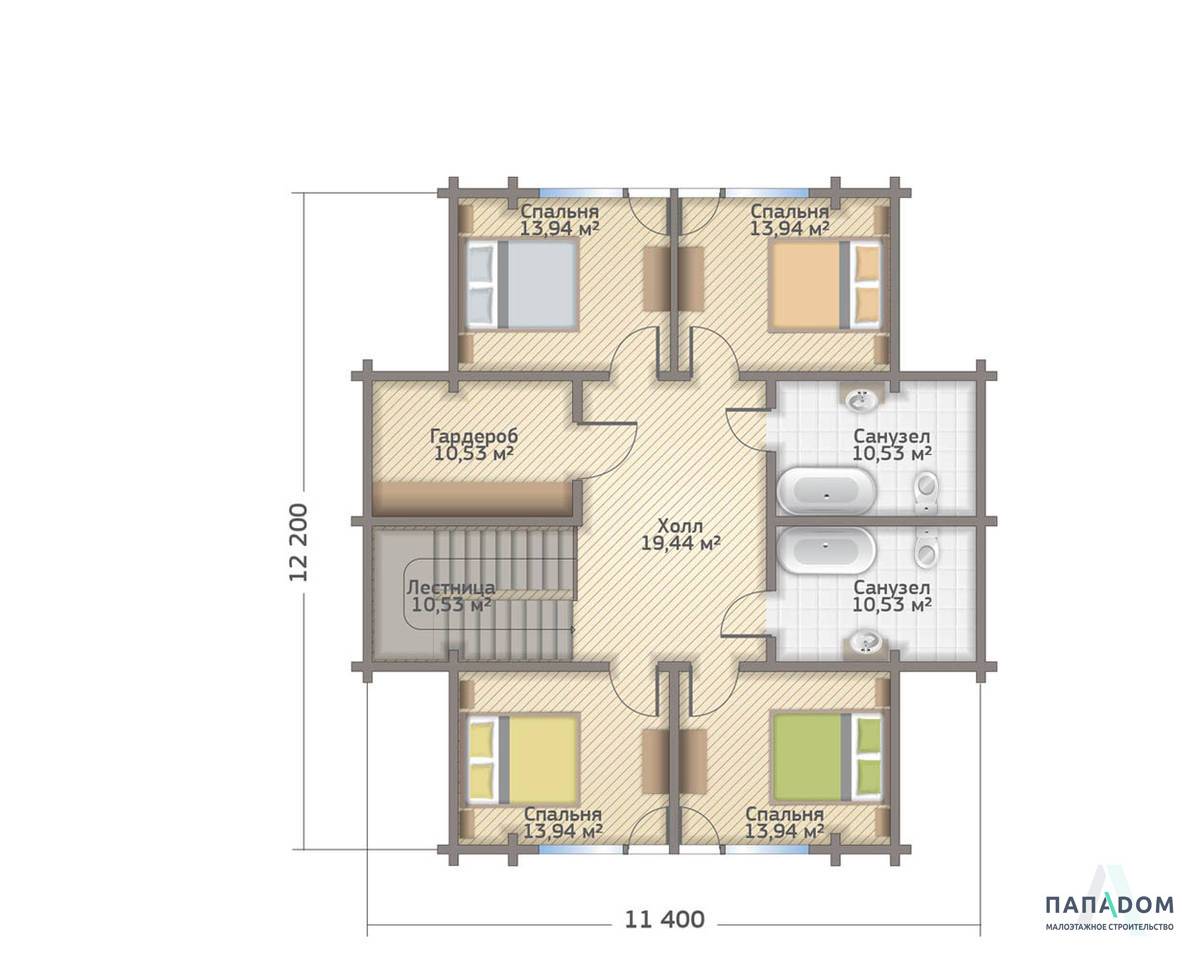 Спальня
13,94 м²
Спальня
13,94 м²
Гардероб
10,53 м²
Санузел
10,53 м²
12 200
Холл
19,44 м²
Лестница
10,53 м²
Санузел
10,53 м²
Спальня
13,94 м²
Спальня
13,94 м²
11 400
ПАПАDОМ
МАЛОЭТАЖНОЕ СТРОИТЕЛЬСТВО